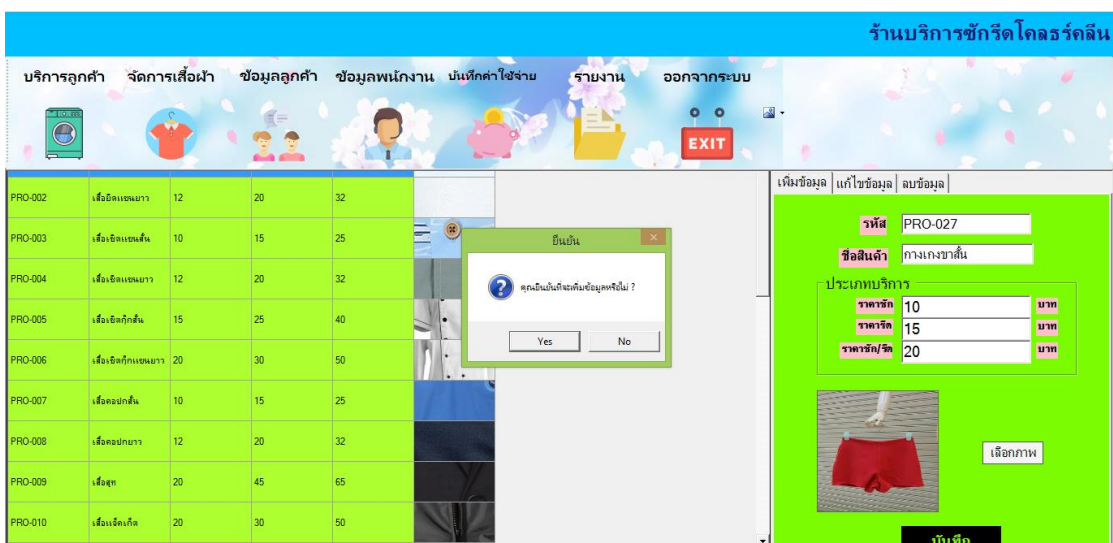 ร้านบริการซักรีดโคลธร์คลีน
บริการลูกค้า จัดการเสื้อผ้า ข้อมูลลูกค้า ข้อมูลพนักงาน บันทึกค่าใช้จ่าย รายงาน ออกจากระบบ
EXIT
เพิ่มข้อมูล แก้ไขข้อมูล ลบข้อมูล
PRO-002 เสื้อยืดแขนยาว 12 20 32
PRO-003 เสื้อเชิตแขนสั้น 10 15 25
PRO-004 เสื้อเชิตแขนยาว 12 20 32
PRO-005 เสื้อเชิตกุ๊กสั้น 15 25 40
PRO-006 เสื้อเชิตกุ๊กแขนยาว 20 30 50
PRO-007 เสื้อคอปกสั้น 10 15 25
PRO-008 เสื้อคอปกยาว 12 20 32
PRO-009 เสื้อสูท 20 45 65
PRO-010 เสื้อแจ็คเก็ต 20 30 50
ยืนยัน
คุณยืนยันที่จะเพิ่มข้อมูลหรือไม่ ?
Yes No
รหัส PRO-027
ชื่อสินค้า กางเกงขาสั้น
ประเภทบริการ
ราคาซัก 10 บาท
ราคารีด 15 บาท
ราคาซัก/รีด 20 บาท
เลือกภาพ
บันทึก